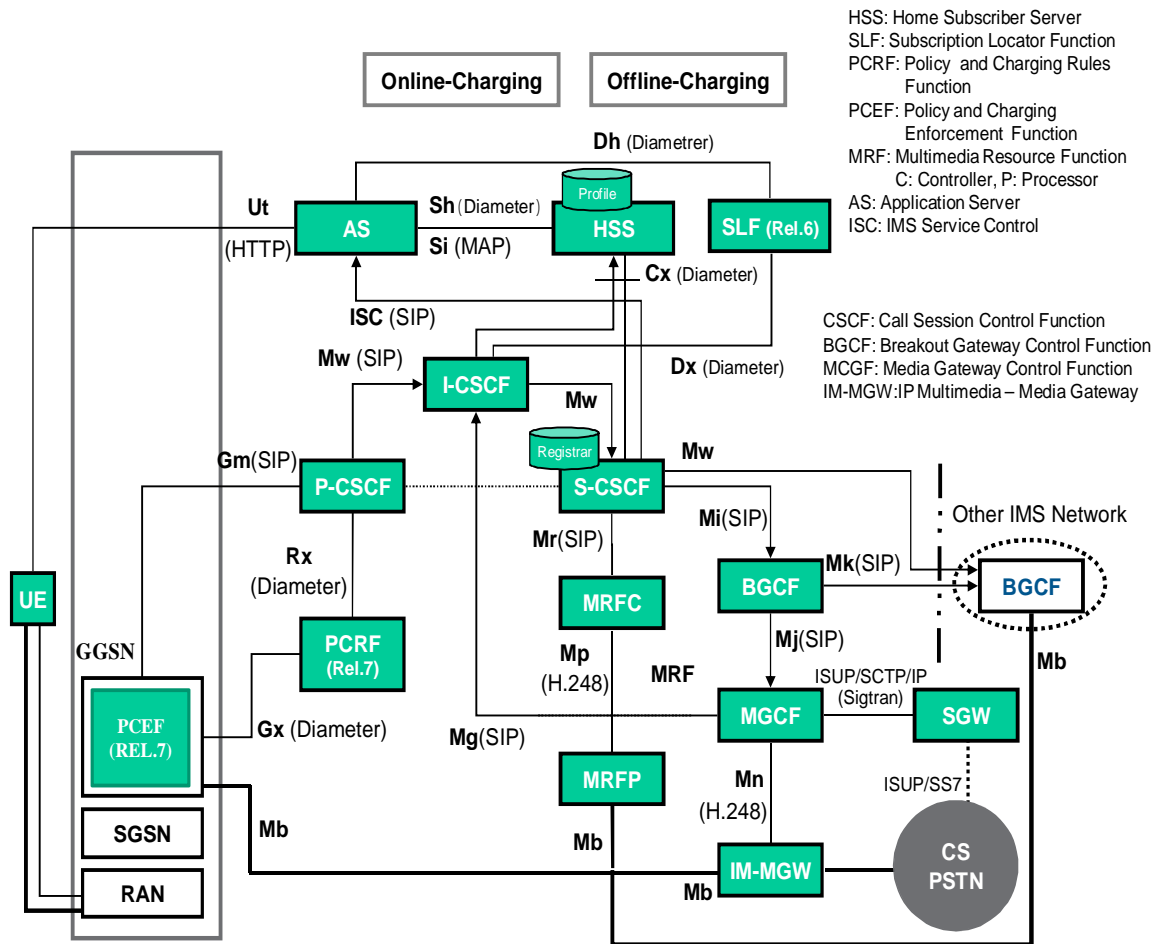 HSS: Home Subscriber Server
SLF: Subscription Locator Function
PCRF: Policy and Charging Rules
Function
PCEF: Policy and Charging
Enforcement Function
MRF: Multimedia Resource Function
C: Controller, P: Processor
AS: Application Server
ISC: IMS Service Control
Online-Charging
Offline-Charging
Dh (Diametrer)
Ut
(HTTP)
AS
Sh (Diameter)
Si (MAP)
Profile
HSS
SLF (Rel.6)
Cx (Diameter)
ISC (SIP)
CSCF: Call Session Control Function
BGCF: Breakout Gateway Control Function
MCGF: Media Gateway Control Function
IM-MGW:IP Multimedia – Media Gateway
Mw (SIP)
I-CSCF
Dx (Diameter)
Mw
Gm(SIP)
P-CSCF
Registrar
S-CSCF
Mw
Mr(SIP)
Mi(SIP)
Other IMS Network
Rx
(Diameter)
UE
MRFC
BGCF
Mk(SIP)
BGCF
GGSN
PCRF
(Rel.7)
Mp
(H.248)
MRF
Mj(SIP)
Mb
ISUP/SCTP/IP
(Sigtran)
PCEF
(REL.7)
Gx (Diameter)
Mg(SIP)
MGCF
SGW
MRFP
Mn
(H.248)
ISUP/SS7
SGSN
Mb
Mb
RAN
Mb
IM-MGW
CS
PSTN